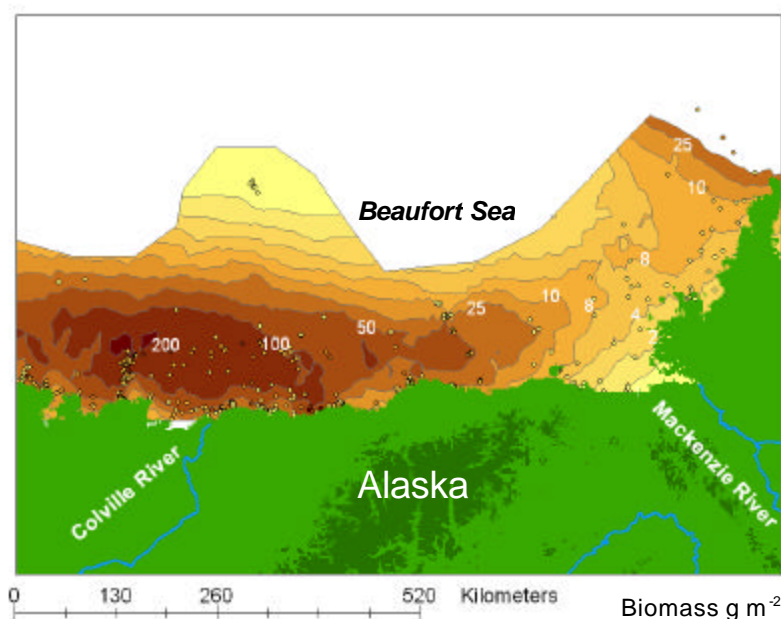 Beaufort Sea
25
10
8
8
4
2
10
25
50
100
200
Colville River
Alaska
Mackenzie River
0 130 260 520 Kilometers
Biomass g m-2